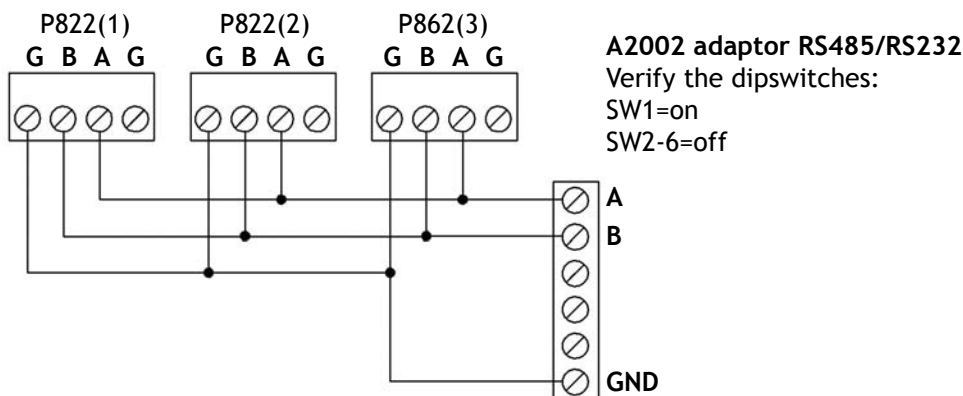 P822(1) P822(2) P862(3)
G B A G G B A G G B A G
A2002 adaptor RS485/RS232
Verify the dipswitches:
SW1=on
SW2-6=off
A
B
GND